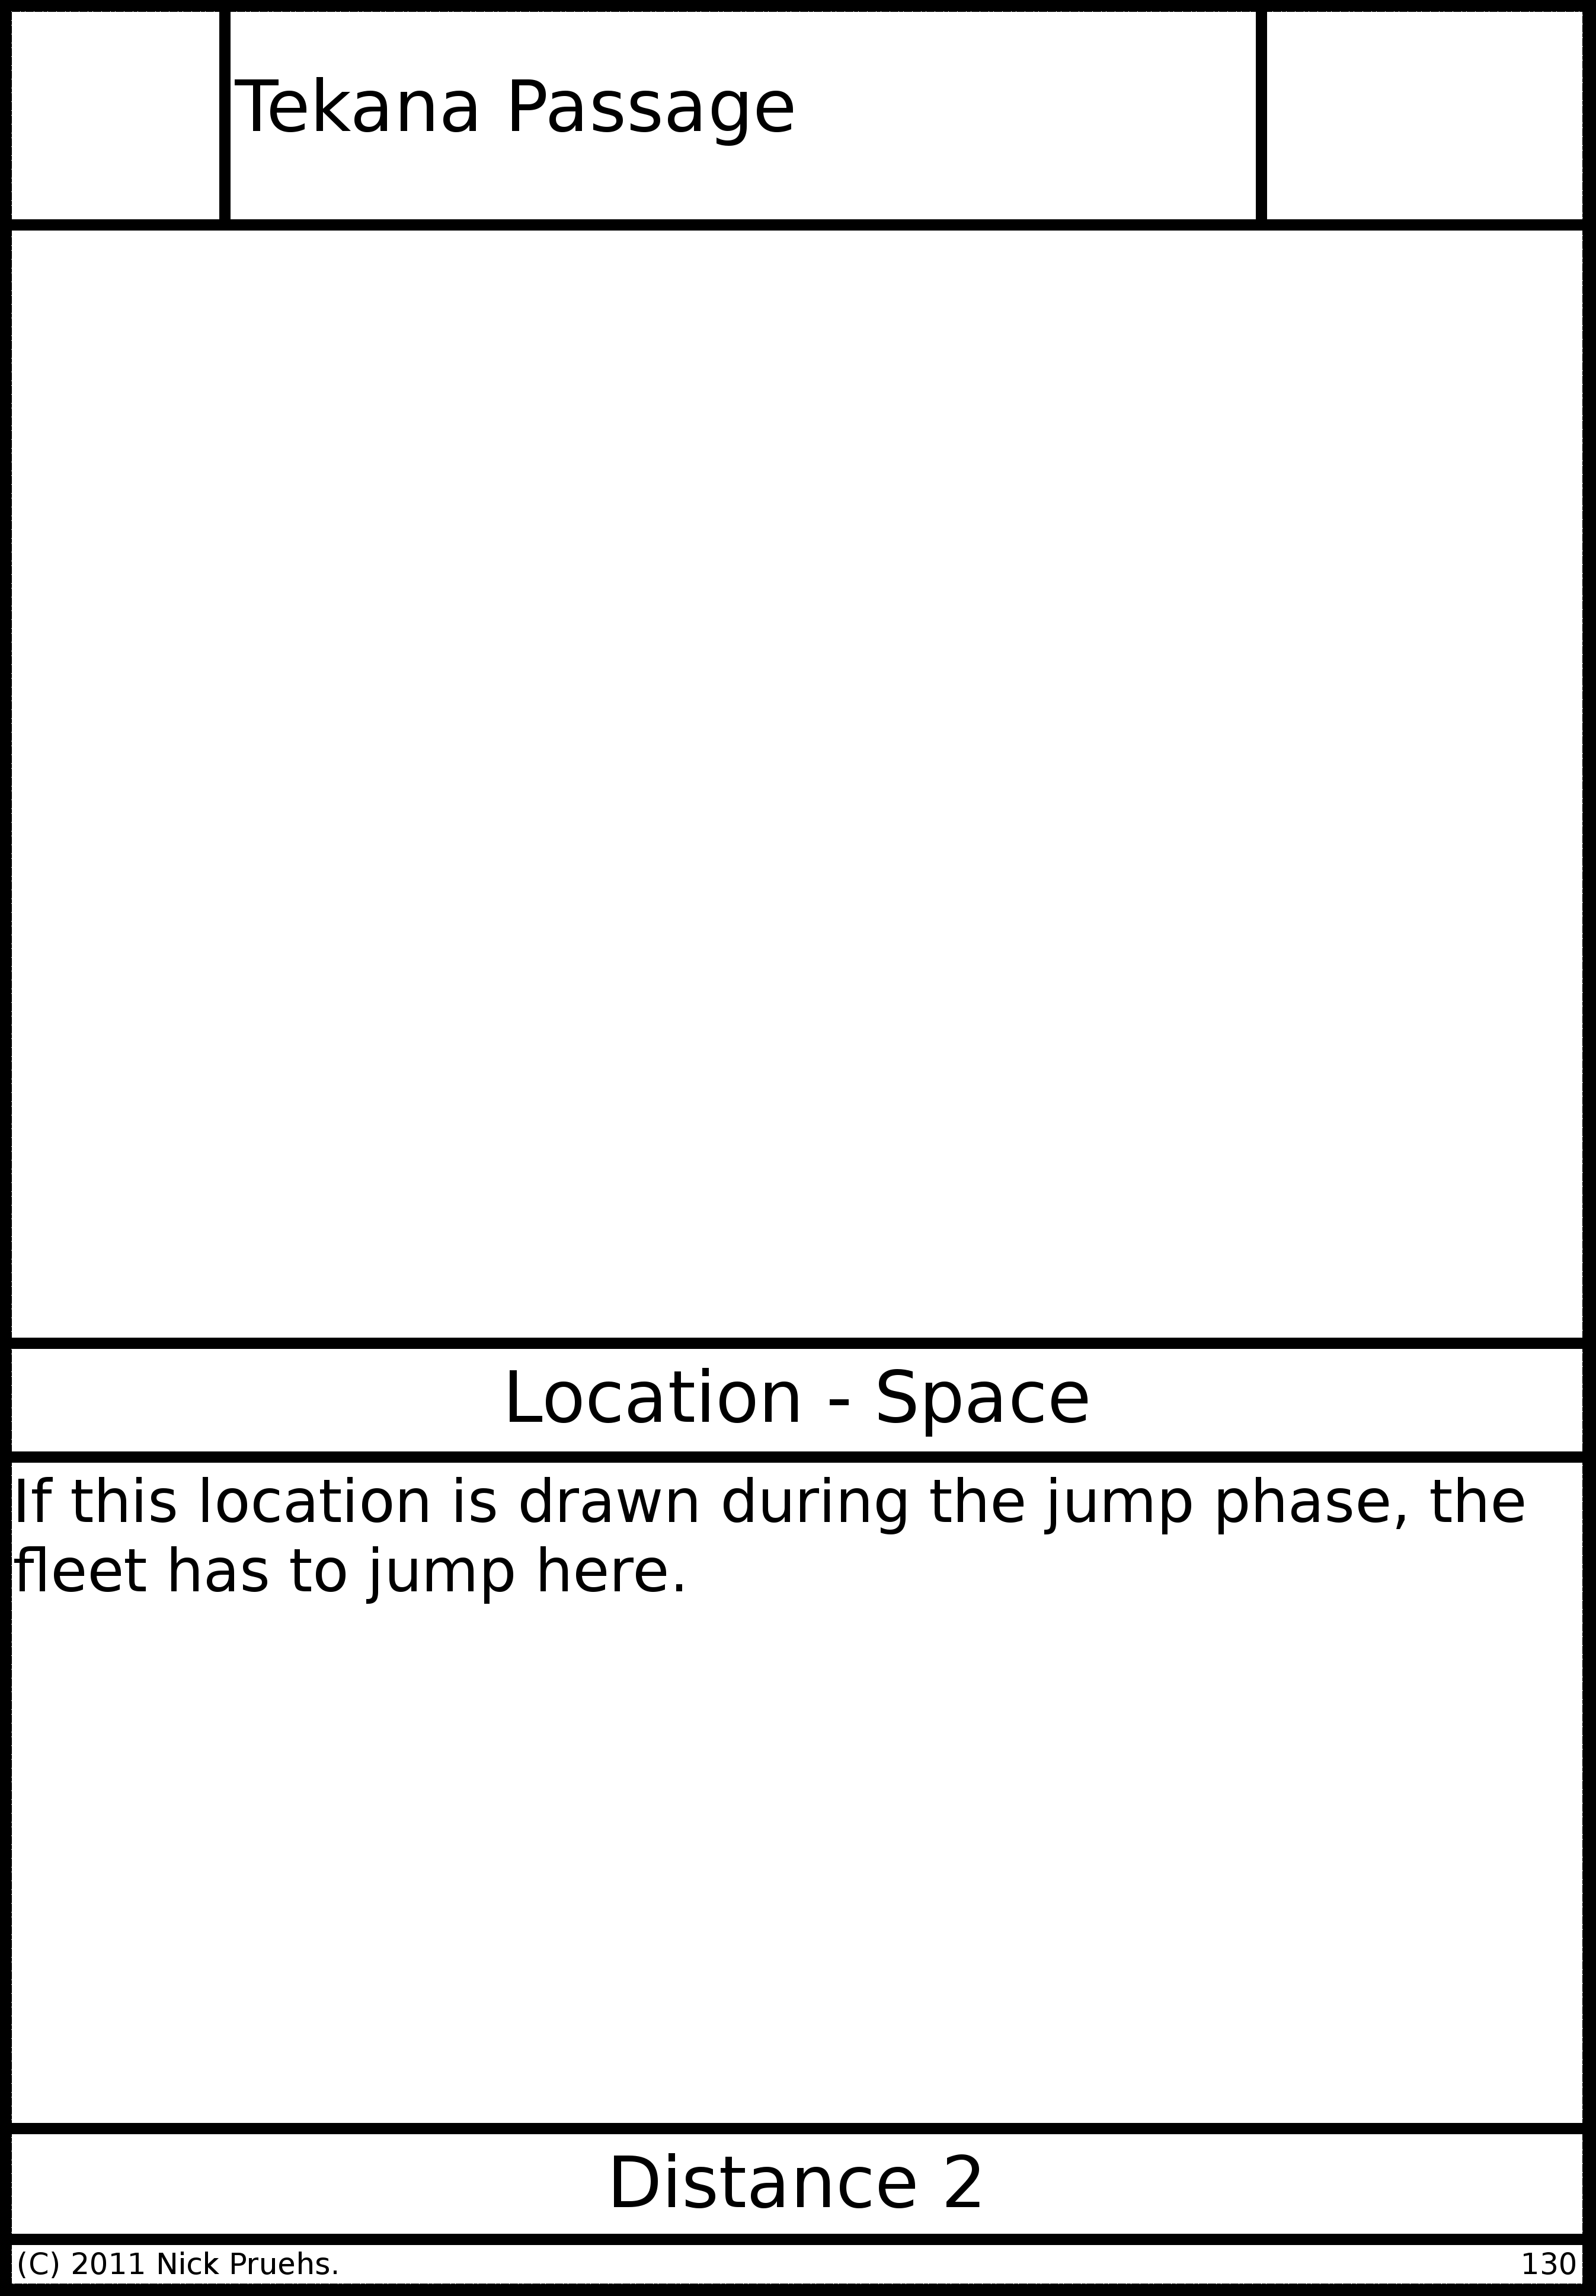 Tekana Passage
Location - Space
If this location is drawn during the jump phase, the
fleet has to jump here.
Distance 2
(C) 2011 Nick Pruehs.
130